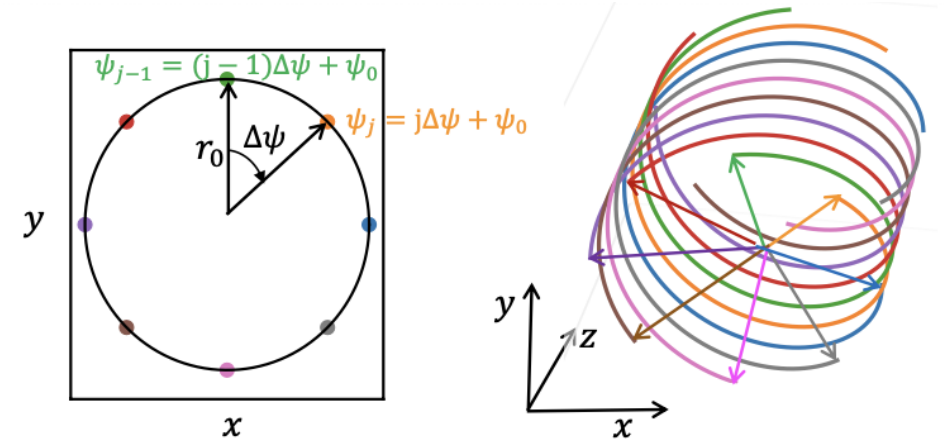 ψ_{j−1} = (j − 1)Δψ + ψ_0
ψ_j = jΔψ + ψ_0
r_0
Δψ
y
x
y
z
x